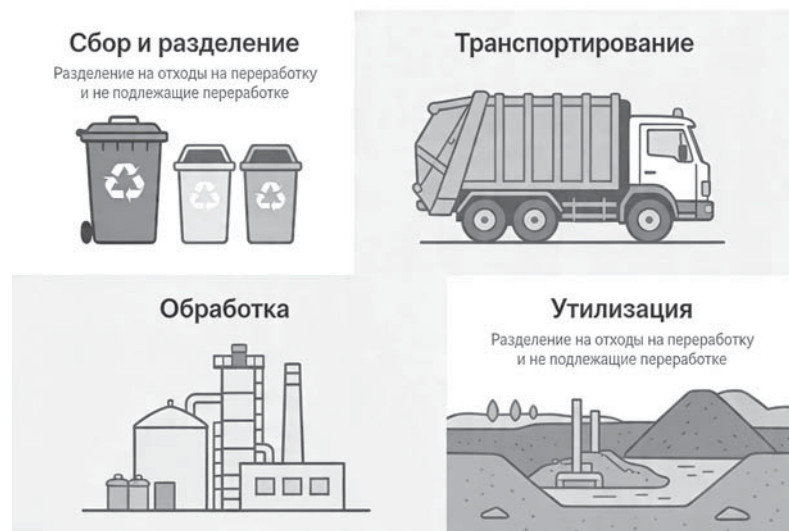 Сбор и разделение
Разделение на отходы на переработку
и не подлежащие переработке
Транспортирование
Обработка
Утилизация
Разделение на отходы на переработку
и не подлежащие переработке